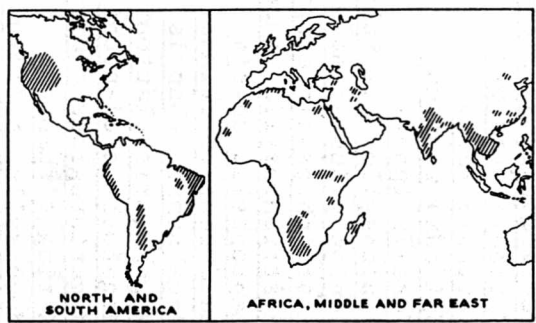 NORTH AND
SOUTH AMERICA
AFRICA, MIDDLE AND FAR EAST